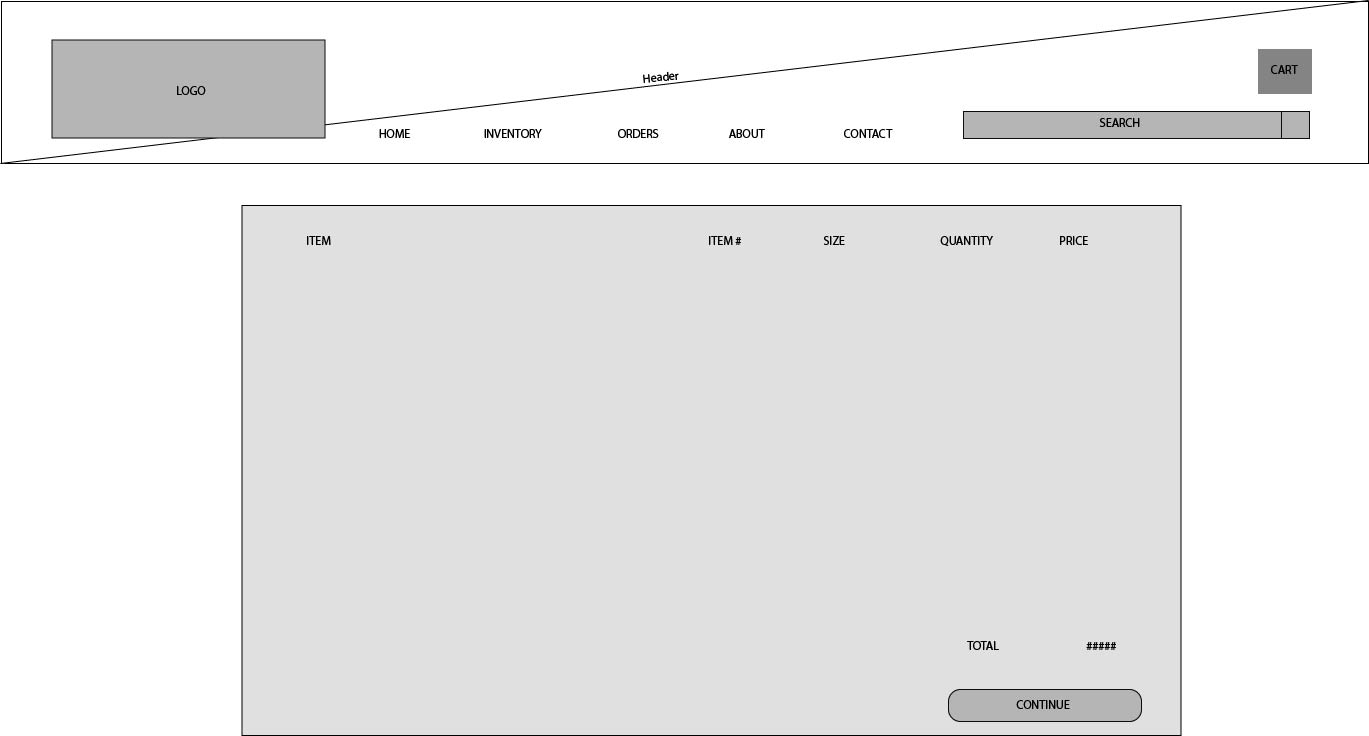 LOGO
Header
CART
HOME INVENTORY ORDERS ABOUT CONTACT SEARCH
ITEM ITEM # SIZE QUANTITY PRICE
TOTAL #####
CONTINUE